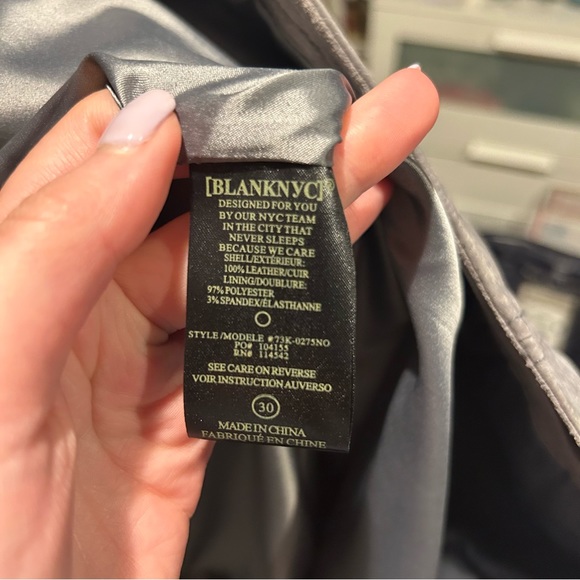 [BLANKNYC]®
DESIGNED FOR YOU
BY OUR NYC TEAM
IN THE CITY THAT
NEVER SLEEPS
BECAUSE WE CARE
SHELL/EXTÉRIEUR:
100% LEATHER/CUIR
LINING/DOUBLURE:
97% POLYESTER
3% SPANDEX/ÉLASTHANNE
STYLE/MODELE #73K-0275NO
PO# 104155
RN# 114542
SEE CARE ON REVERSE
VOIR INSTRUCTION AUVERSO
30
MADE IN CHINA
FABRIQUÉ EN CHINE